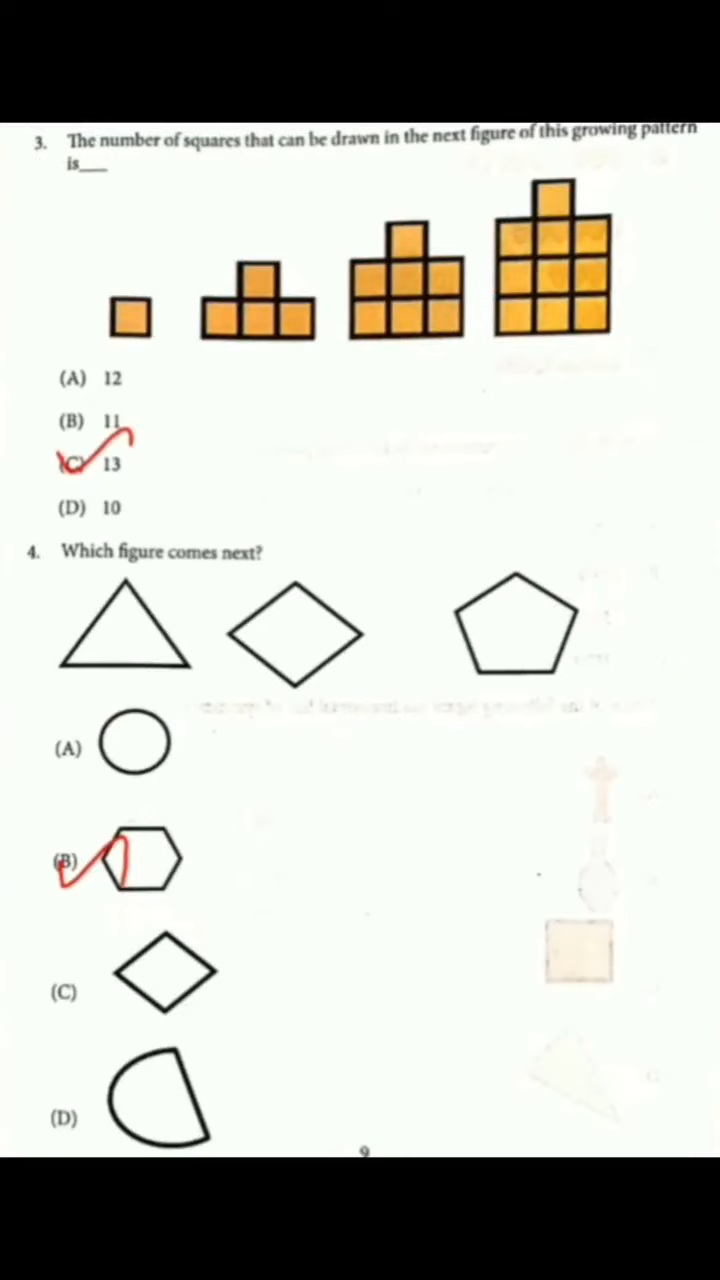 3. The number of squares that can be drawn in the next figure of this growing pattern
is___
(A) 12
(B) 11
(C) 13
(D) 10
4. Which figure comes next?
(A)
(B)
(C)
(D)
9